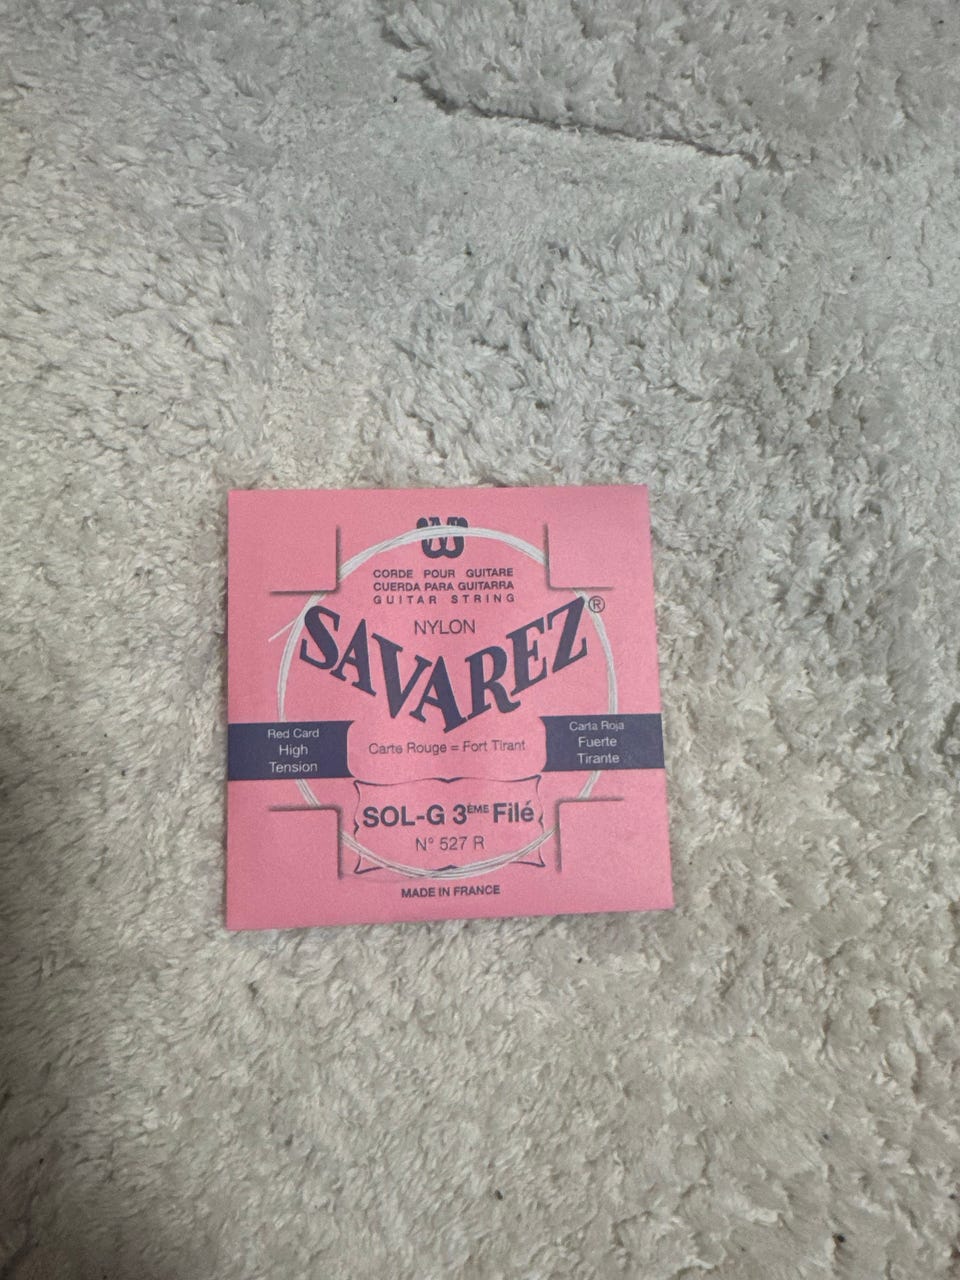 CORDE POUR GUITARE
CUERDA PARA GUITARRA
GUITAR STRING
NYLON
SAVAREZ®
Red Card
High
Tension
Carte Rouge = Fort Tirant
Carta Roja
Fuerte
Tirante
SOL-G 3ÈME Filé
N° 527 R
MADE IN FRANCE